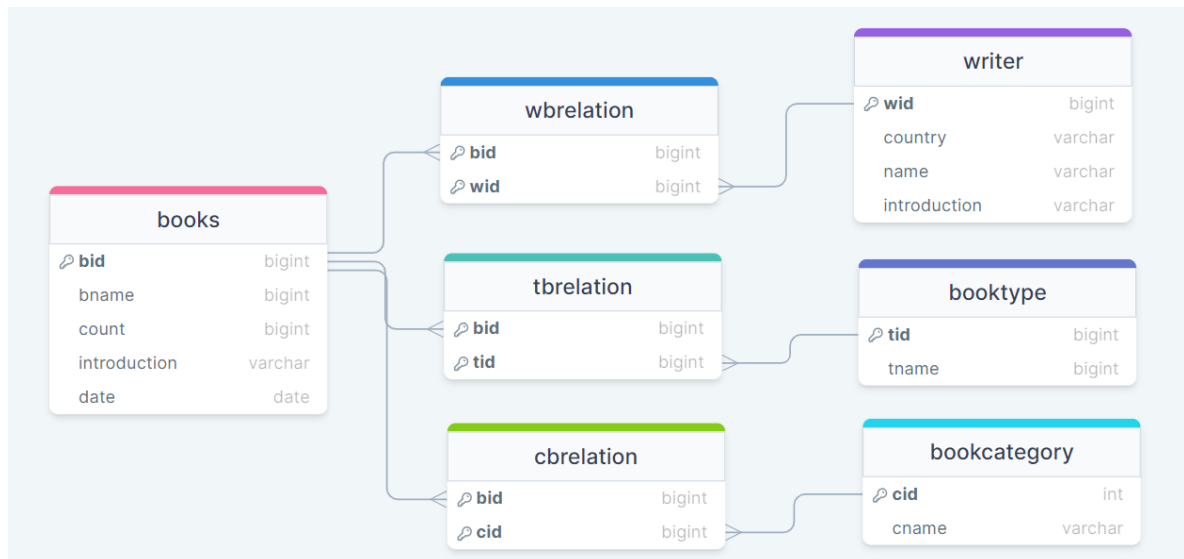 books
bid bigint
bname bigint
count bigint
introduction varchar
date date
wbrelation
bid bigint
wid bigint
tbrelation
bid bigint
tid bigint
cbrelation
bid bigint
cid bigint
writer
wid bigint
country varchar
name varchar
introduction varchar
booktype
tid bigint
tname bigint
bookcategory
cid int
cname varchar